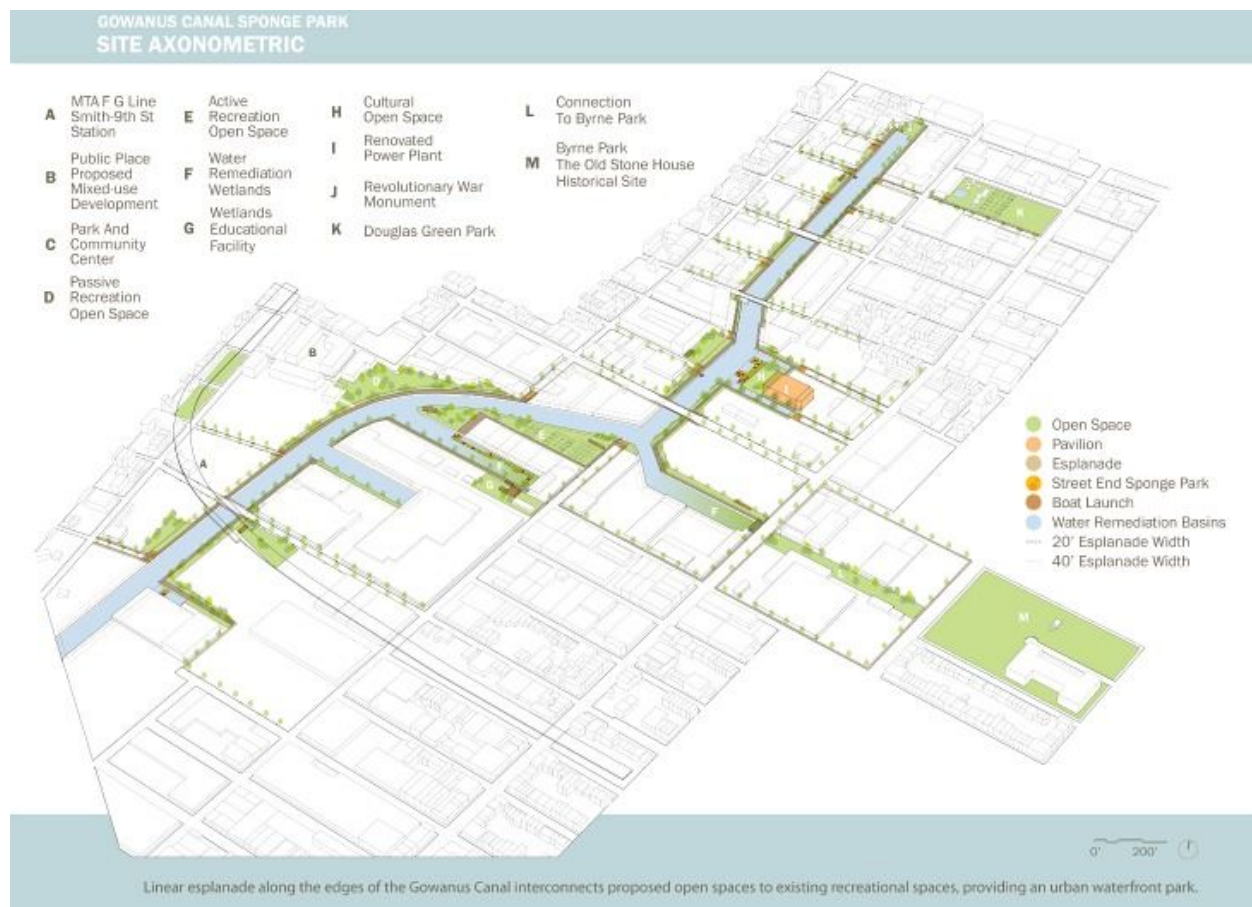 GOWANUS CANAL SPONGE PARK
SITE AXONOMETRIC
A
MTA F G Line
Smith-9th St
Station
B
Public Place
Proposed
Mixed-use
Development
C
Park And
Community
Center
D
Passive
Recreation
Open Space
E
Active
Recreation
Open Space
F
Water
Remediation
Wetlands
G
Wetlands
Educational
Facility
H
Cultural
Open Space
I
Renovated
Power Plant
J
Revolutionary War
Monument
K
Douglas Green Park
L
Connection
To Byrne Park
M
Byrne Park
The Old Stone House
Historical Site
K
B
D
H
A
E
G
F
M
Open Space
Pavilion
Esplanade
Street End Sponge Park
Boat Launch
Water Remediation Basins
20' Esplanade Width
40' Esplanade Width
0' 200'
Linear esplanade along the edges of the Gowanus Canal interconnects proposed open spaces to existing recreational spaces, providing an urban waterfront park.